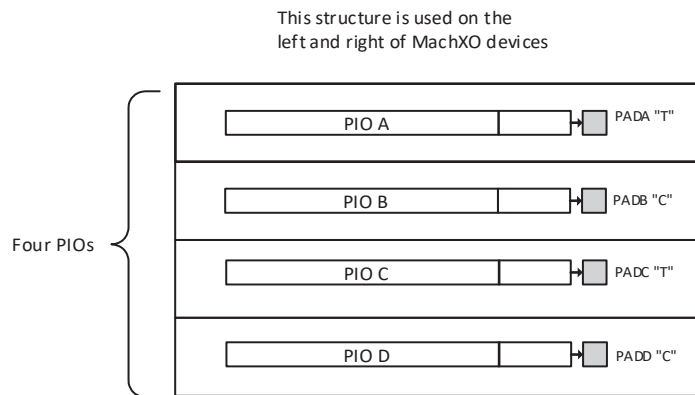 This structure is used on the
left and right of MachXO devices
PIO A
PADA "T"
PIO B
PADB "C"
Four PIOs
PIO C
PADC "T"
PIO D
PADD "C"